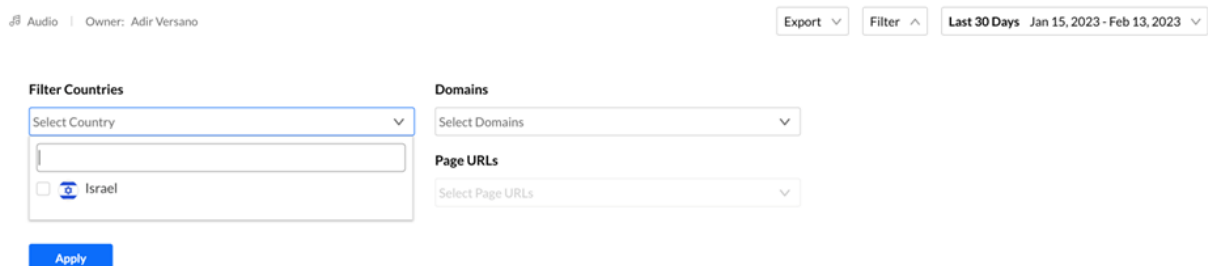 Audio | Owner: Adir Versano
Export
Filter
Last 30 Days Jan 15, 2023 - Feb 13, 2023
Filter Countries
Select Country
Israel
Domains
Select Domains
Page URLs
Select Page URLs
Apply